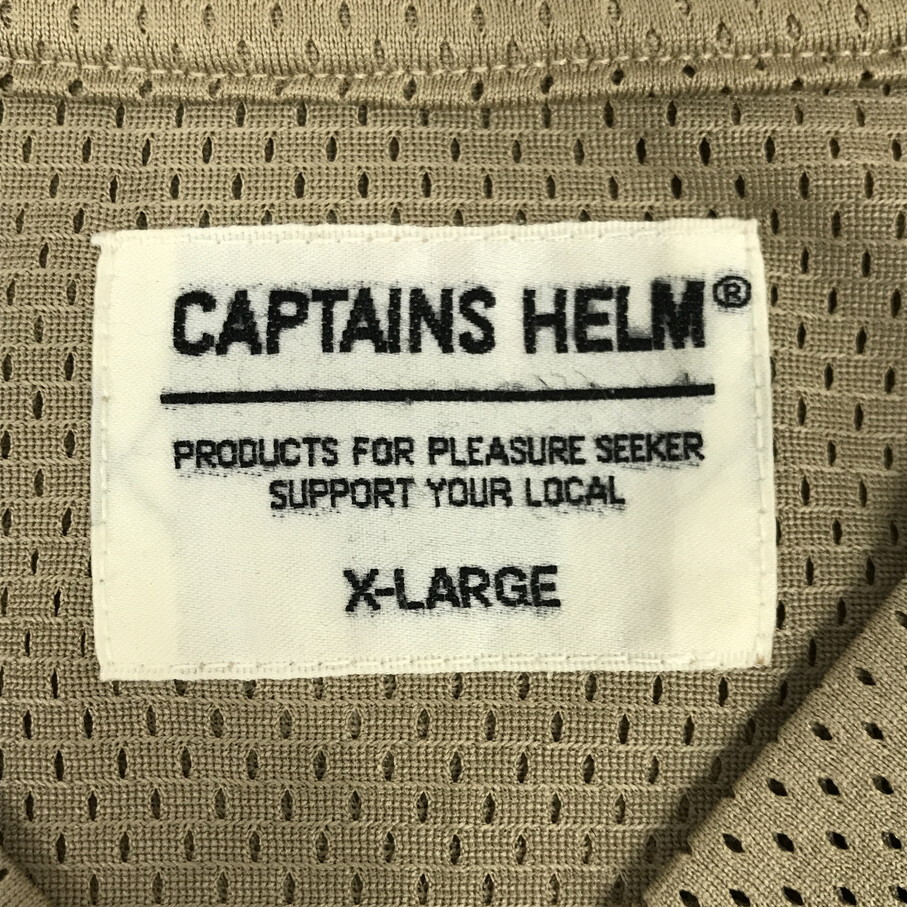 CAPTAINS HELM®
PRODUCTS FOR PLEASURE SEEKER
SUPPORT YOUR LOCAL
X-LARGE